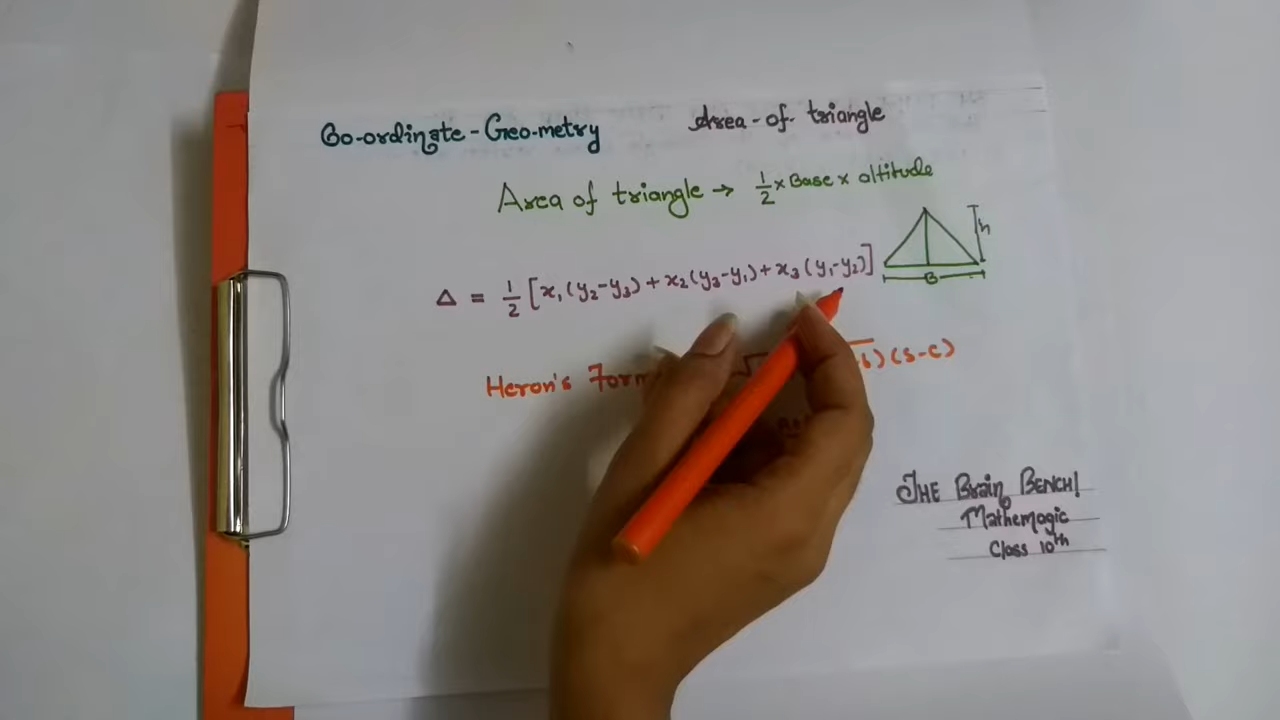 Co-ordinate-Geo-metry Area-of-triangle
Area of triangle → 1/2 × Base × altitude
h
B
Δ = 1/2 [x₁(y₂-y₃)+x₂(y₃-y₁)+x₃(y₁-y₂)]
Heron's (s-c)
THE Brain BENCH!
Mathemagic
Class 10th